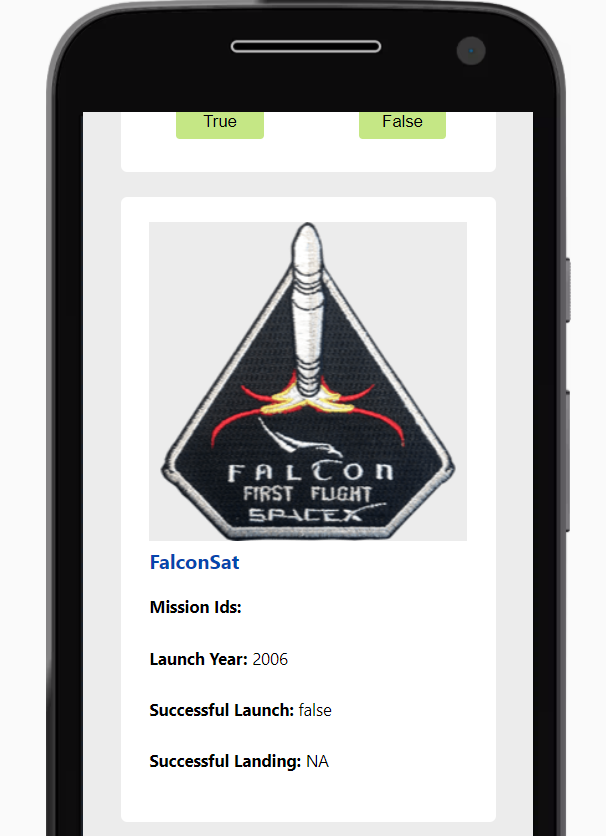 True False
FALCON
FIRST FLIGHT
SPACEX
FalconSat
Mission Ids:
Launch Year: 2006
Successful Launch: false
Successful Landing: NA